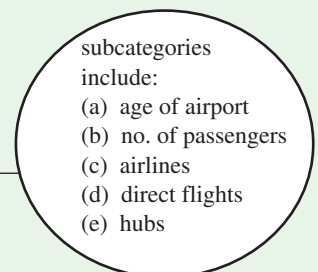 subcategories
include:
(a) age of airport
(b) no. of passengers
(c) airlines
(d) direct flights
(e) hubs